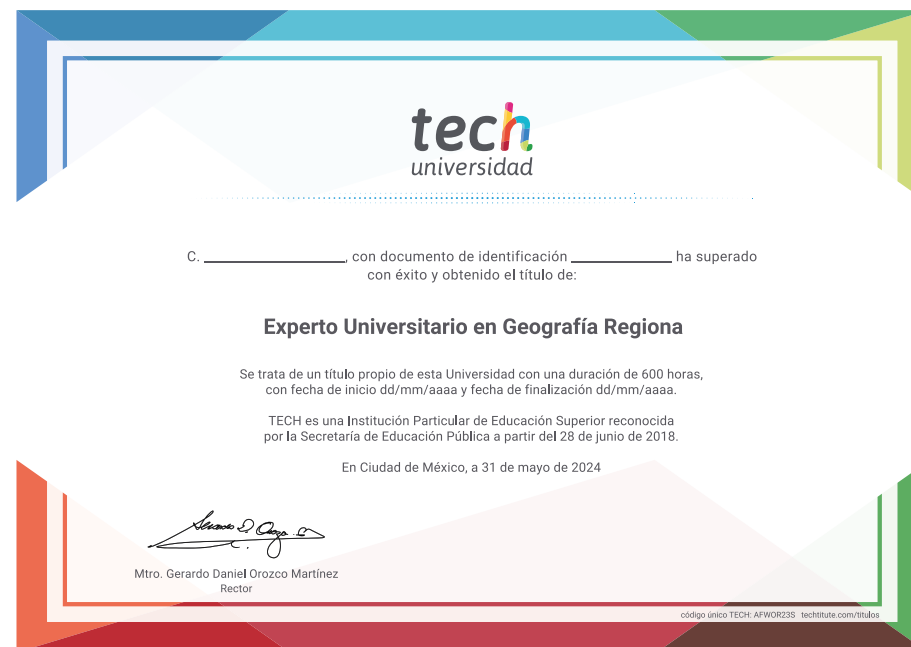 tech
universidad
C. ____________, con documento de identificación ____________ ha superado
con éxito y obtenido el título de:
Experto Universitario en Geografía Regiona
Se trata de un título propio de esta Universidad con una duración de 600 horas,
con fecha de inicio dd/mm/aaaa y fecha de finalización dd/mm/aaaa.
TECH es una Institución Particular de Educación Superior reconocida
por la Secretaría de Educación Pública a partir del 28 de junio de 2018.
En Ciudad de México, a 31 de mayo de 2024
Mtro. Gerardo Daniel Orozco Martínez
Rector
código único TECH: AFWOR23S techtitute.com/titulos